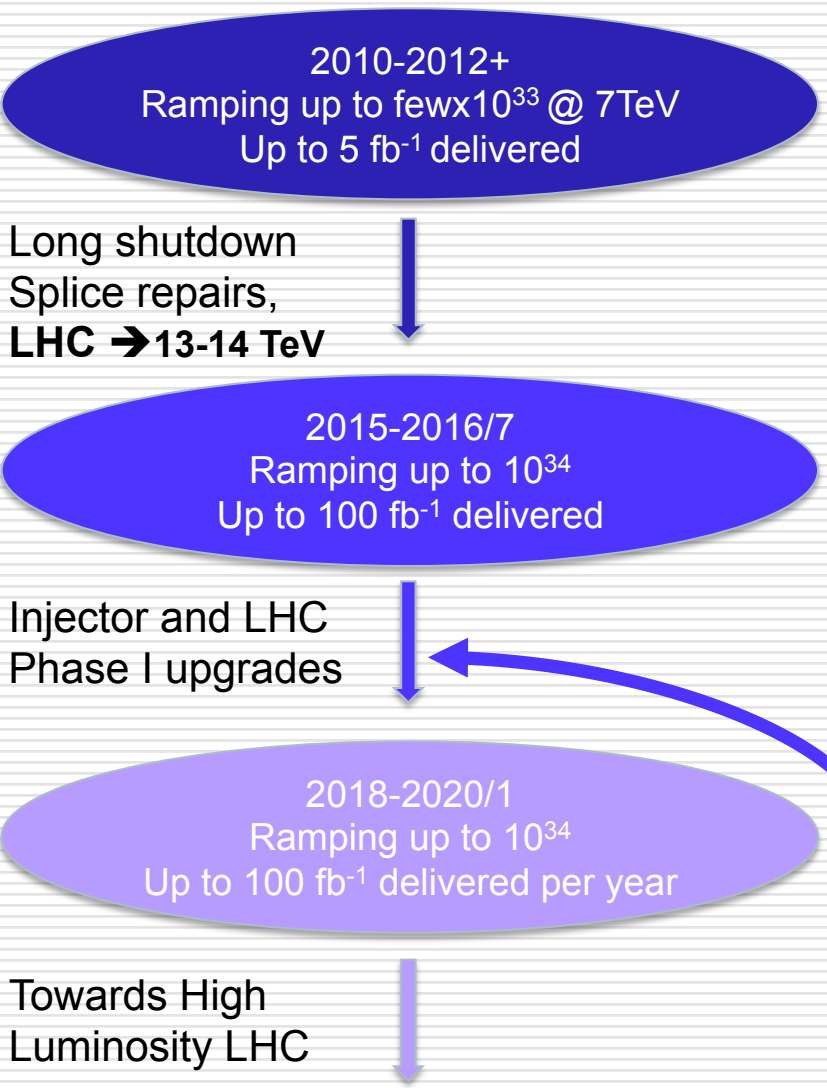 2010-2012+
Ramping up to fewx10³³ @ 7TeV
Up to 5 fb⁻¹ delivered
Long shutdown
Splice repairs,
LHC ➔13-14 TeV
2015-2016/7
Ramping up to 10³⁴
Up to 100 fb⁻¹ delivered
Injector and LHC
Phase I upgrades
2018-2020/1
Ramping up to 10³⁴
Up to 100 fb⁻¹ delivered per year
Towards High
Luminosity LHC